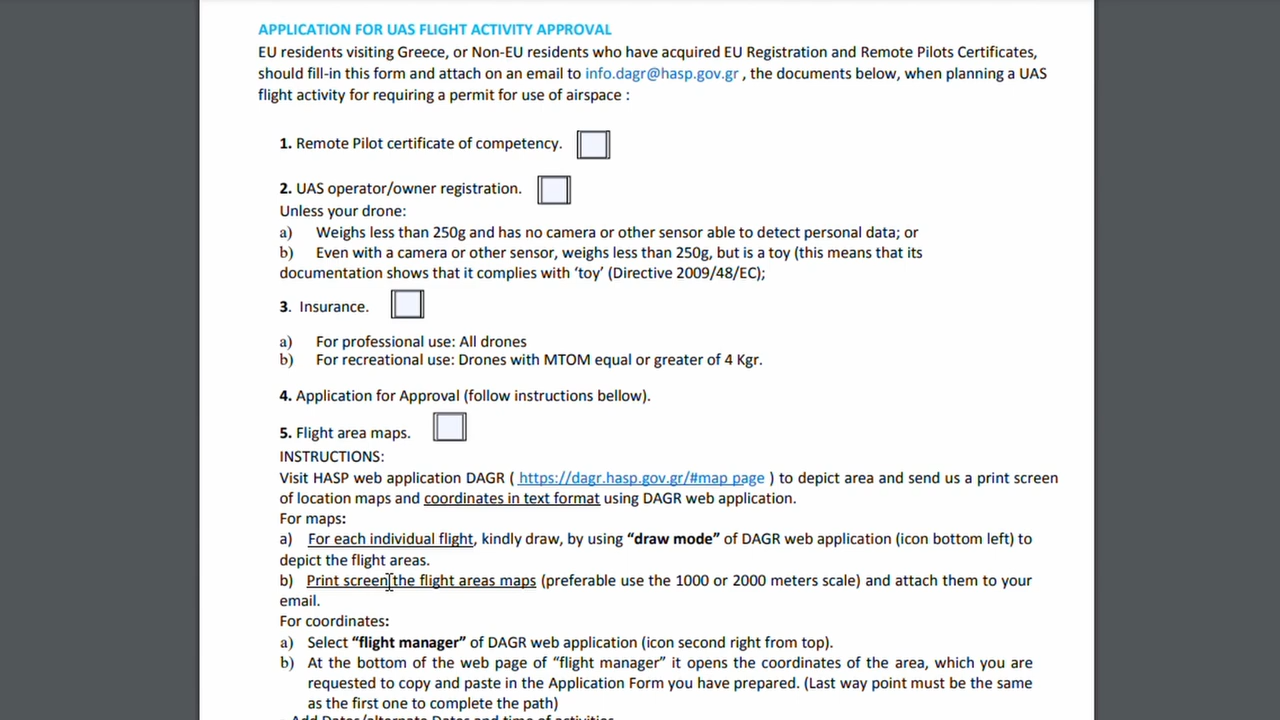 APPLICATION FOR UAS FLIGHT ACTIVITY APPROVAL
EU residents visiting Greece, or Non-EU residents who have acquired EU Registration and Remote Pilots Certificates,
should fill-in this form and attach on an email to info.dagr@hasp.gov.gr , the documents below, when planning a UAS
flight activity for requiring a permit for use of airspace :
1. Remote Pilot certificate of competency.
2. UAS operator/owner registration.
Unless your drone:
a) Weighs less than 250g and has no camera or other sensor able to detect personal data; or
b) Even with a camera or other sensor, weighs less than 250g, but is a toy (this means that its
documentation shows that it complies with ‘toy’ (Directive 2009/48/EC);
3. Insurance.
a) For professional use: All drones
b) For recreational use: Drones with MTOM equal or greater of 4 Kgr.
4. Application for Approval (follow instructions bellow).
5. Flight area maps.
INSTRUCTIONS:
Visit HASP web application DAGR ( https://dagr.hasp.gov.gr/#map_page ) to depict area and send us a print screen
of location maps and coordinates in text format using DAGR web application.
For maps:
a) For each individual flight, kindly draw, by using “draw mode” of DAGR web application (icon bottom left) to
depict the flight areas.
b) Print screen the flight areas maps (preferable use the 1000 or 2000 meters scale) and attach them to your
email.
For coordinates:
a) Select “flight manager” of DAGR web application (icon second right from top).
b) At the bottom of the web page of “flight manager” it opens the coordinates of the area, which you are
requested to copy and paste in the Application Form you have prepared. (Last way point must be the same
as the first one to complete the path)
- Add Dates/alternate Dates and time of activities